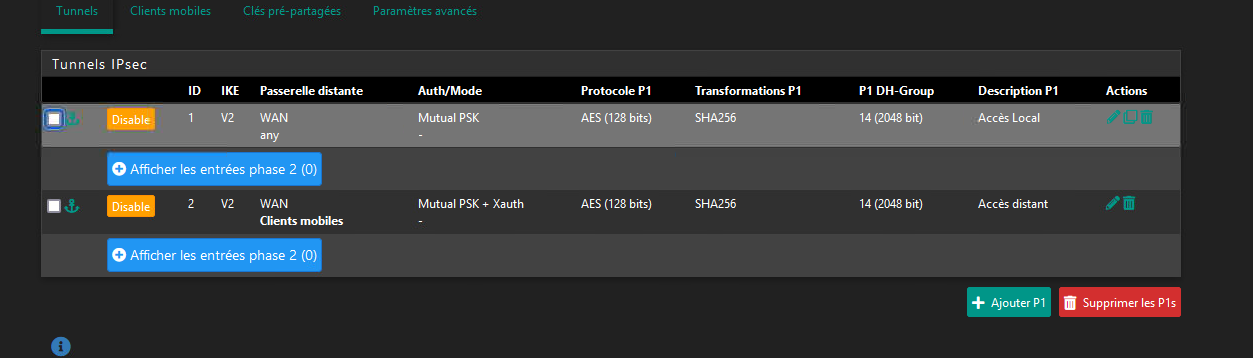 Tunnels Clients mobiles Clés pré-partagées Paramètres avancés
Tunnels IPsec
ID IKE Passerelle distante Auth/Mode Protocole P1 Transformations P1 P1 DH-Group Description P1 Actions
Disable 1 V2 WAN Mutual PSK AES (128 bits) SHA256 14 (2048 bit) Accès Local
any -
Afficher les entrées phase 2 (0)
Disable 2 V2 WAN Mutual PSK + Xauth AES (128 bits) SHA256 14 (2048 bit) Accès distant
Clients mobiles -
Afficher les entrées phase 2 (0)
Ajouter P1 Supprimer les P1s